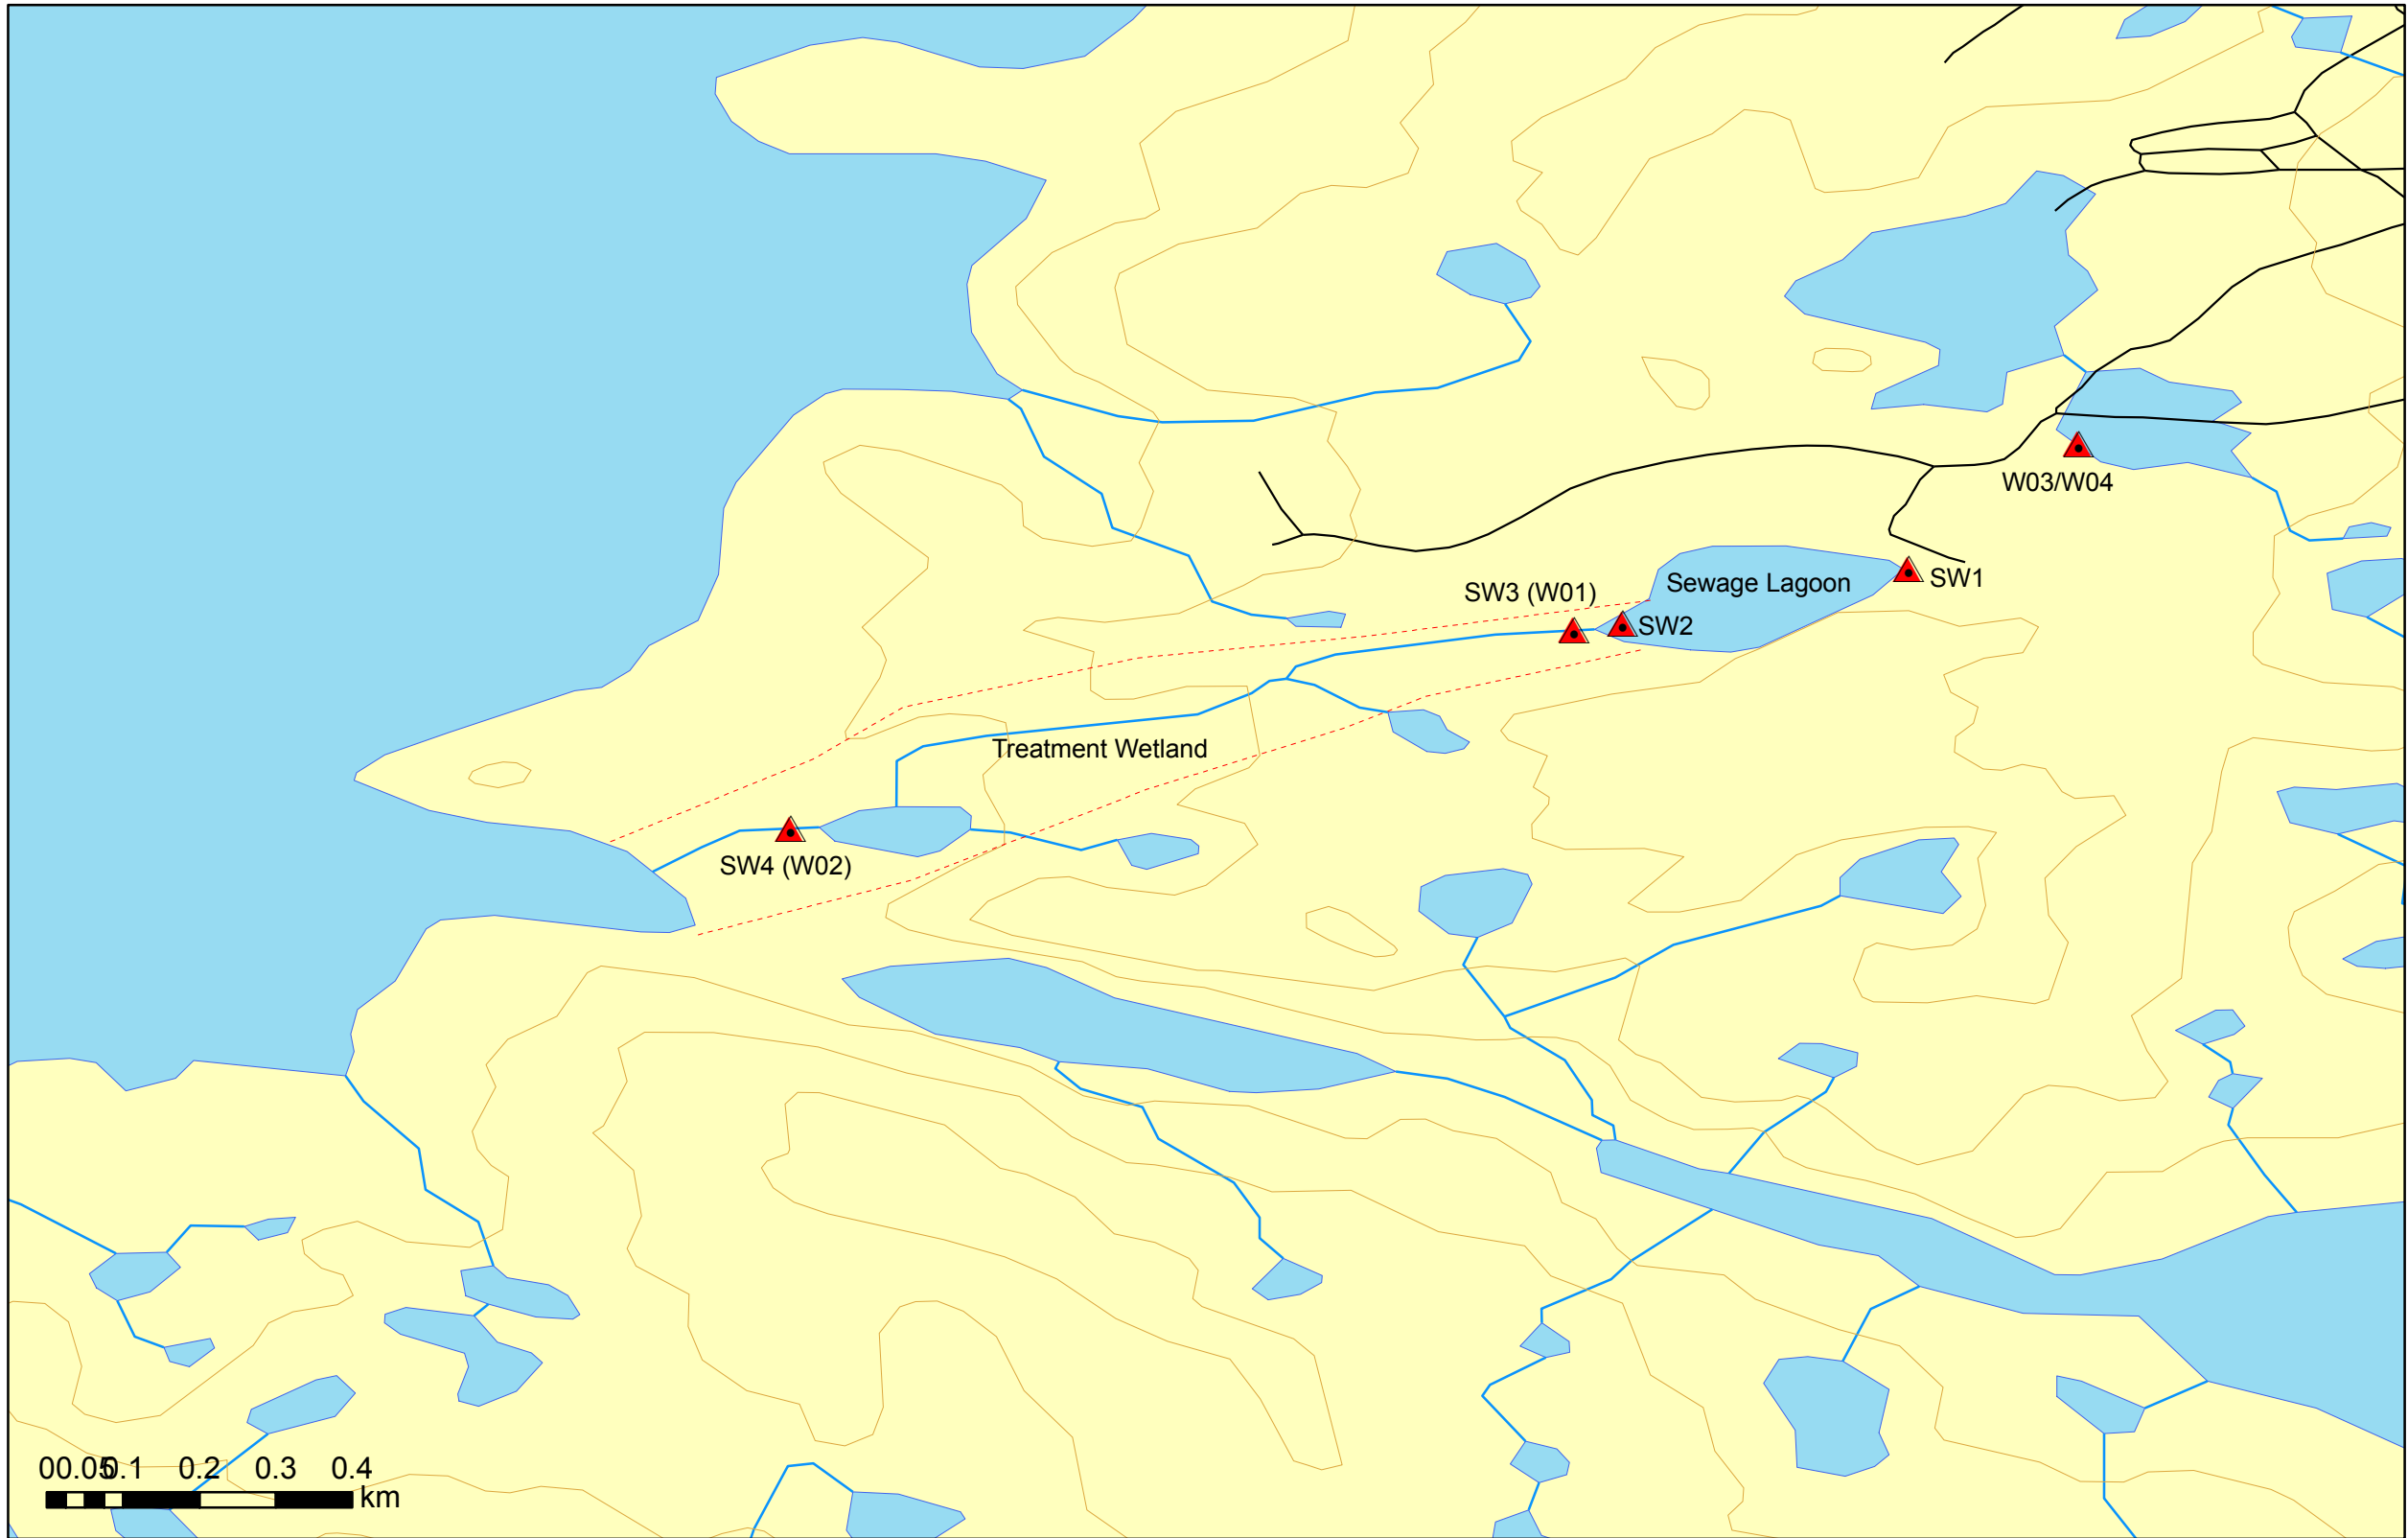 W03/W04
SW3 (W01)
Sewage Lagoon
SW1
SW2
Treatment Wetland
SW4 (W02)
0 0.05 0.1 0.2 0.3 0.4
km